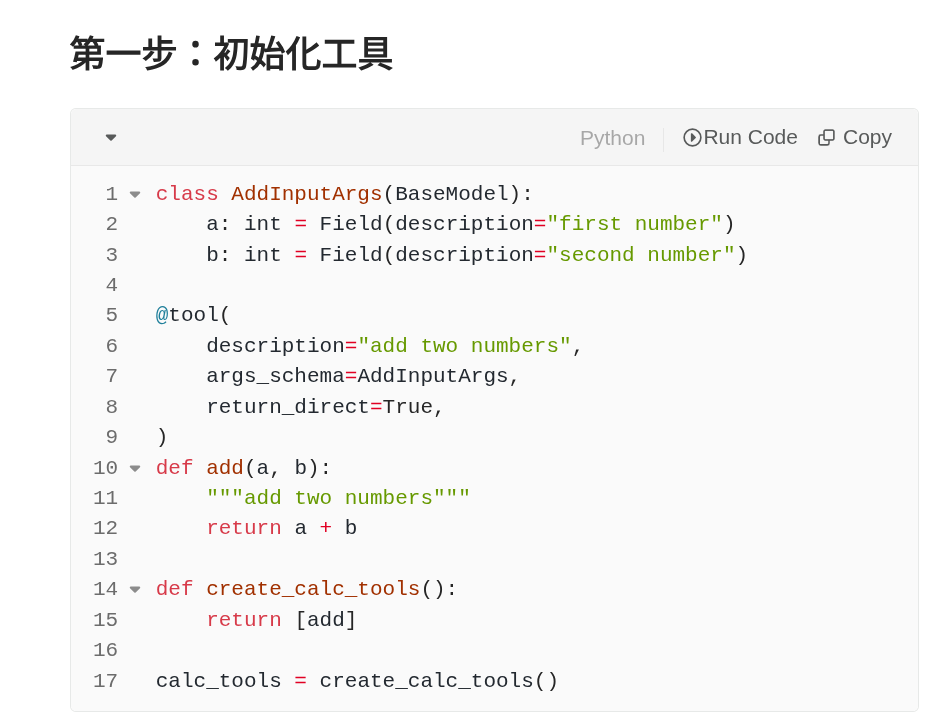 第一步：初始化工具
Python Run Code Copy
1 class AddInputArgs(BaseModel):
2     a: int = Field(description="first number")
3     b: int = Field(description="second number")
4
5 @tool(
6     description="add two numbers",
7     args_schema=AddInputArgs,
8     return_direct=True,
9 )
10 def add(a, b):
11     """add two numbers"""
12     return a + b
13
14 def create_calc_tools():
15     return [add]
16
17 calc_tools = create_calc_tools()